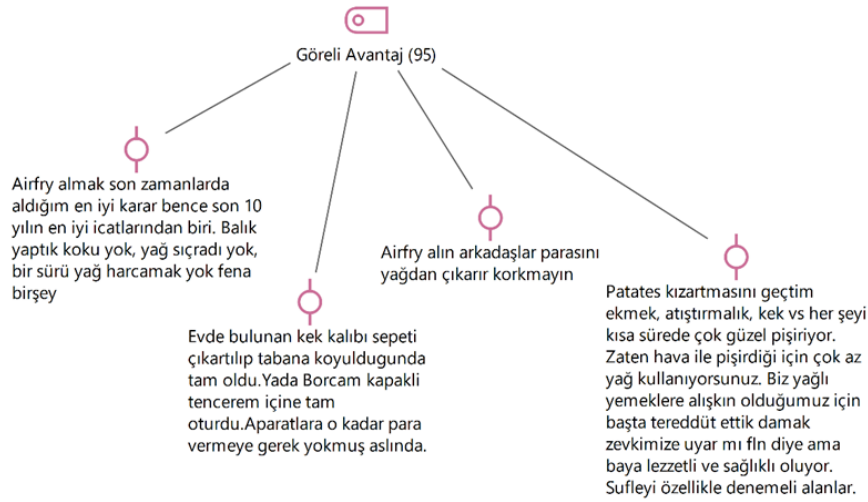 Göreli Avantaj (95)
Airfry almak son zamanlarda
aldığım en iyi karar bence son 10
yılın en iyi icatlarından biri. Balık
yaptık koku yok, yağ sıçradı yok,
bir sürü yağ harcamak yok fena
birşey
Evde bulunan kek kalıbı sepeti
çıkartılıp tabana koyuldugunda
tam oldu.Yada Borcam kapakli
tencerem içine tam
oturdu.Aparatlara o kadar para
vermeye gerek yokmuş aslında.
Airfry alın arkadaşlar parasını
yağdan çıkarır korkmayın
Patates kızartmasını geçtim
ekmek, atıştırmalık, kek vs her şeyi
kısa sürede çok güzel pişiriyor.
Zaten hava ile pişirdiği için çok az
yağ kullanıyorsunuz. Biz yağlı
yemeklere alışkın olduğumuz için
başta tereddüt ettik damak
zevkimize uyar mı fln diye ama
baya lezzetli ve sağlıklı oluyor.
Sufleyi özellikle denemeli alanlar.